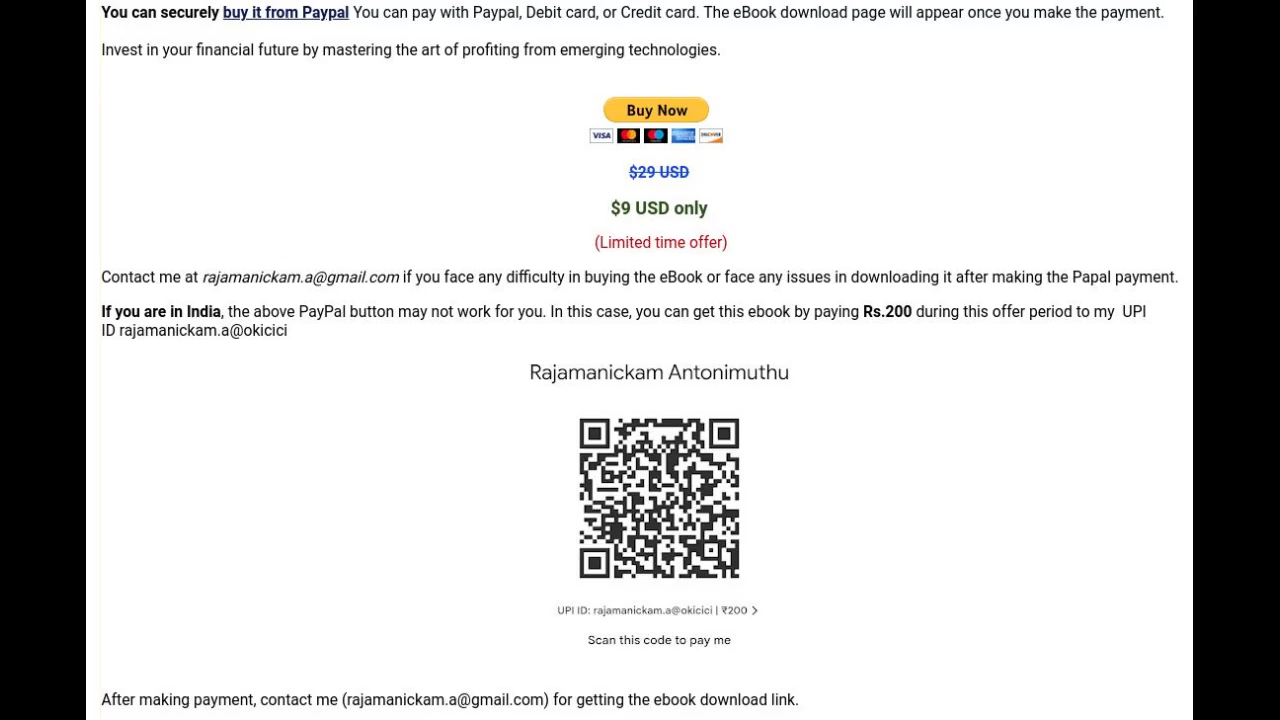 You can securely buy it from Paypal You can pay with Paypal, Debit card, or Credit card. The eBook download page will appear once you make the payment.
Invest in your financial future by mastering the art of profiting from emerging technologies.
Buy Now
VISA DISCOVER
$29 USD
$9 USD only
(Limited time offer)
Contact me at rajamanickam.a@gmail.com if you face any difficulty in buying the eBook or face any issues in downloading it after making the Papal payment.
If you are in India, the above PayPal button may not work for you. In this case, you can get this ebook by paying Rs.200 during this offer period to my UPI
ID rajamanickam.a@okicici
Rajamanickam Antonimuthu
UPI ID: rajamanickam.a@okicici | ₹200 >
Scan this code to pay me
After making payment, contact me (rajamanickam.a@gmail.com) for getting the ebook download link.